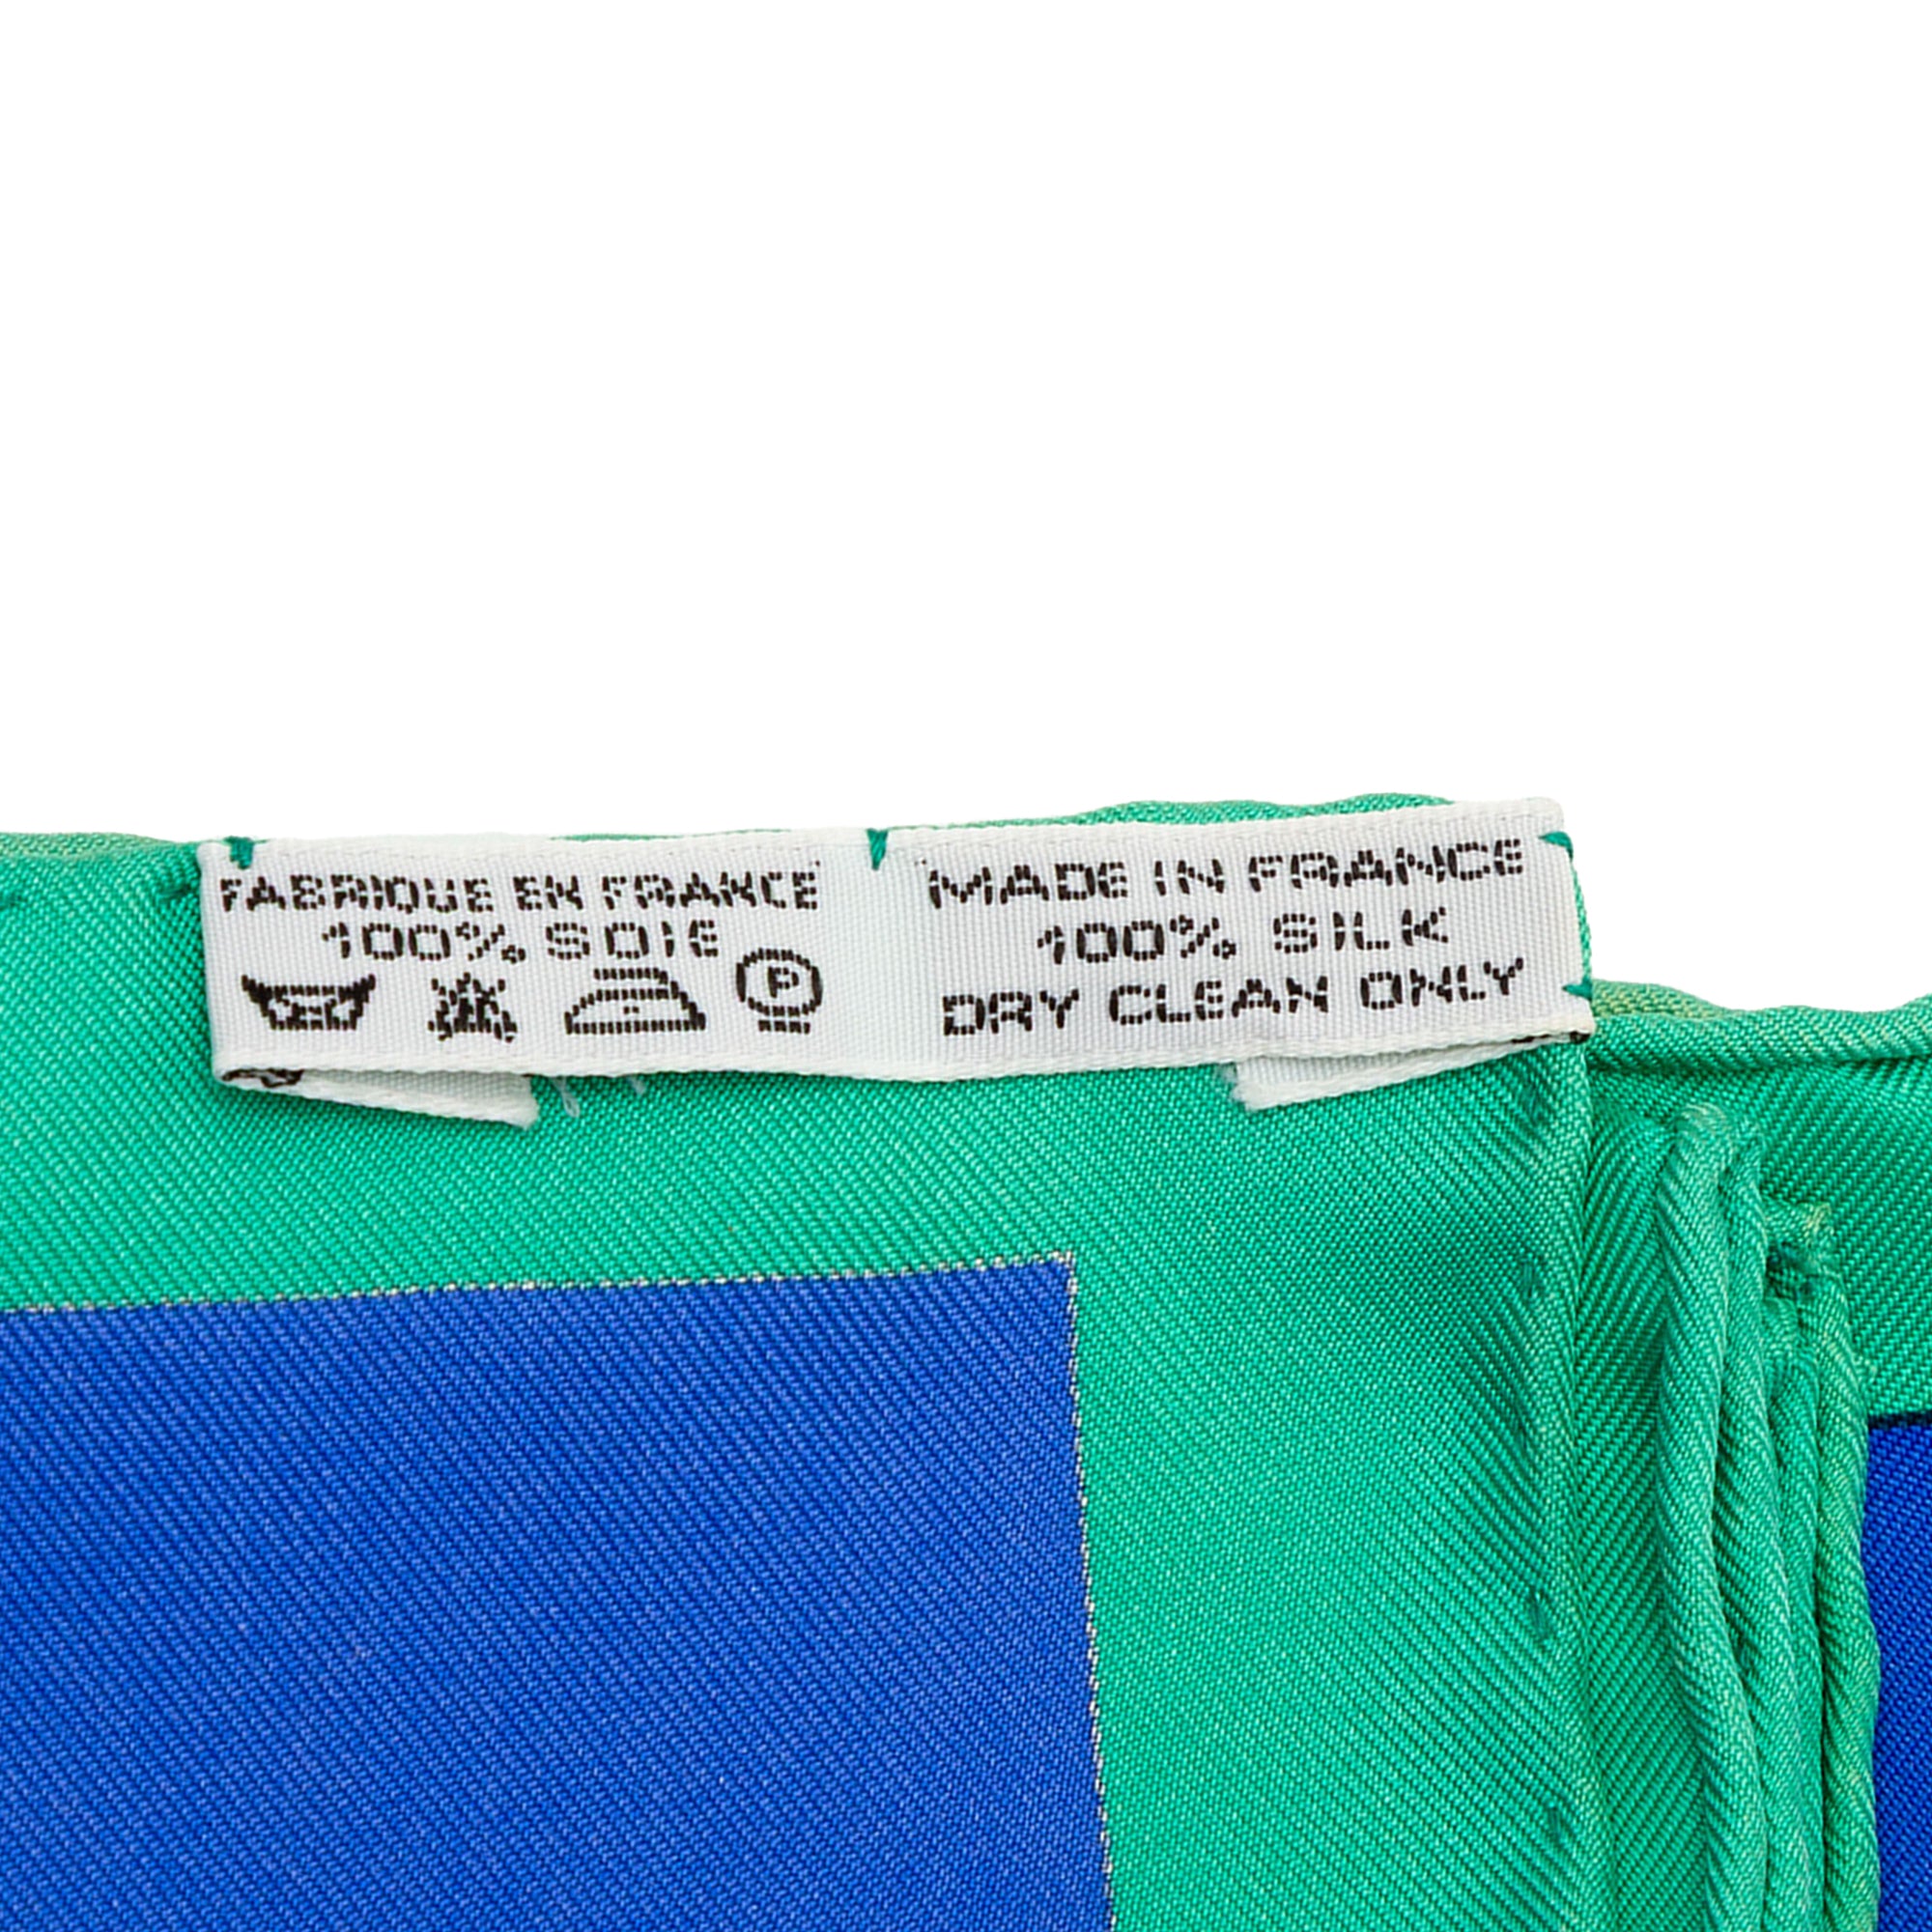 FABRIQUE EN FRANCE
100% SOIE
P
MADE IN FRANCE
100% SILK
DRY CLEAN ONLY